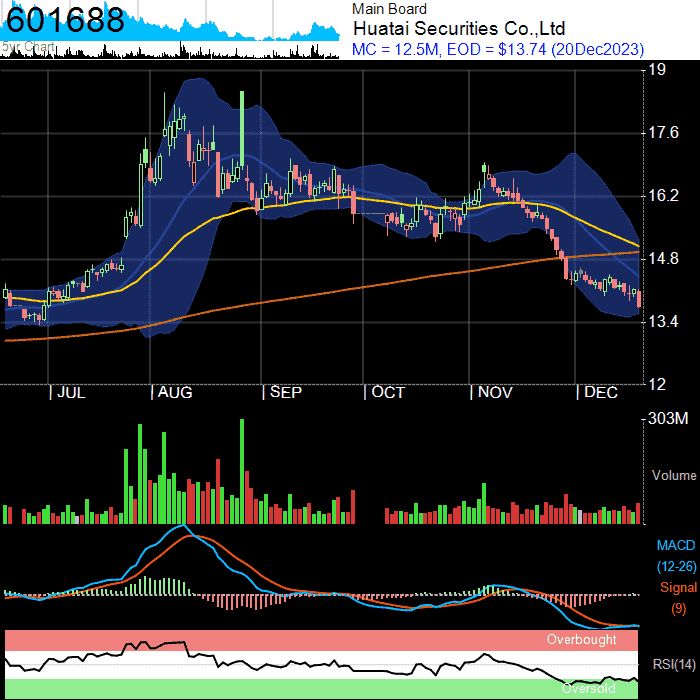 601688
5yr Chart
Main Board
Huatai Securities Co.,Ltd
MC = 12.5M, EOD = $13.74 (20Dec2023)
19
17.6
16.2
14.8
13.4
12
JUL
AUG
SEP
OCT
NOV
DEC
303M
Volume
MACD
(12-26)
Signal
(9)
Overbought
RSI(14)
Oversold